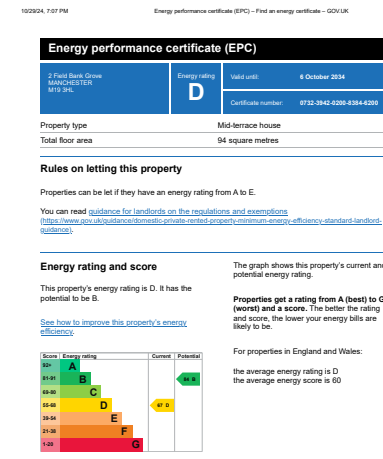 10/29/24, 7:07 PM
Energy performance certificate (EPC) – Find an energy certificate – GOV.UK
Energy performance certificate (EPC)
2 Field Bank Grove
MANCHESTER
M19 3HL
Energy rating
D
Valid until:
6 October 2034
Certificate number:
0732-3942-0200-8384-6200
Property type
Mid-terrace house
Total floor area
94 square metres
Rules on letting this property
Properties can be let if they have an energy rating from A to E.
You can read guidance for landlords on the regulations and exemptions
(https://www.gov.uk/guidance/domestic-private-rented-property-minimum-energy-efficiency-standard-landlord-
guidance).
Energy rating and score
This property's energy rating is D. It has the
potential to be B.
See how to improve this property's energy
efficiency.
Score Energy rating Current Potential
92+ A
81-91 B 84 B
69-80 C
55-68 D 67 D
39-54 E
21-38 F
1-20 G
The graph shows this property's current and
potential energy rating.
Properties get a rating from A (best) to G
(worst) and a score. The better the rating
and score, the lower your energy bills are
likely to be.
For properties in England and Wales:
the average energy rating is D
the average energy score is 60